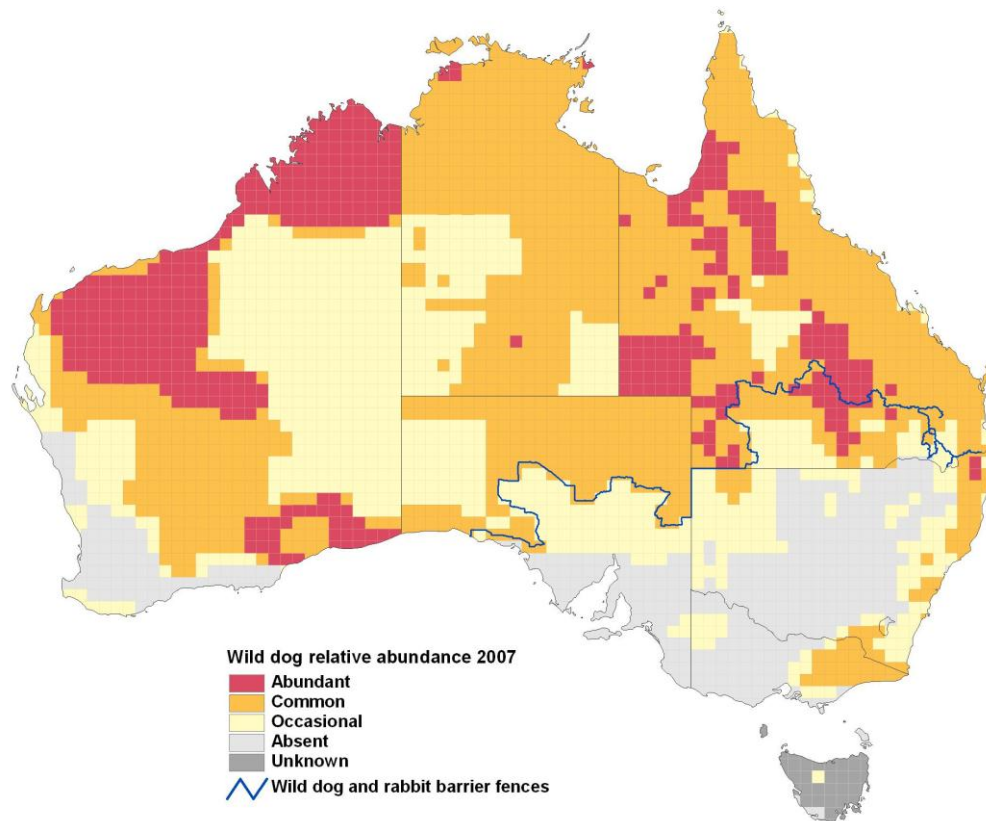 Wild dog relative abundance 2007
Abundant
Common
Occasional
Absent
Unknown
Wild dog and rabbit barrier fences